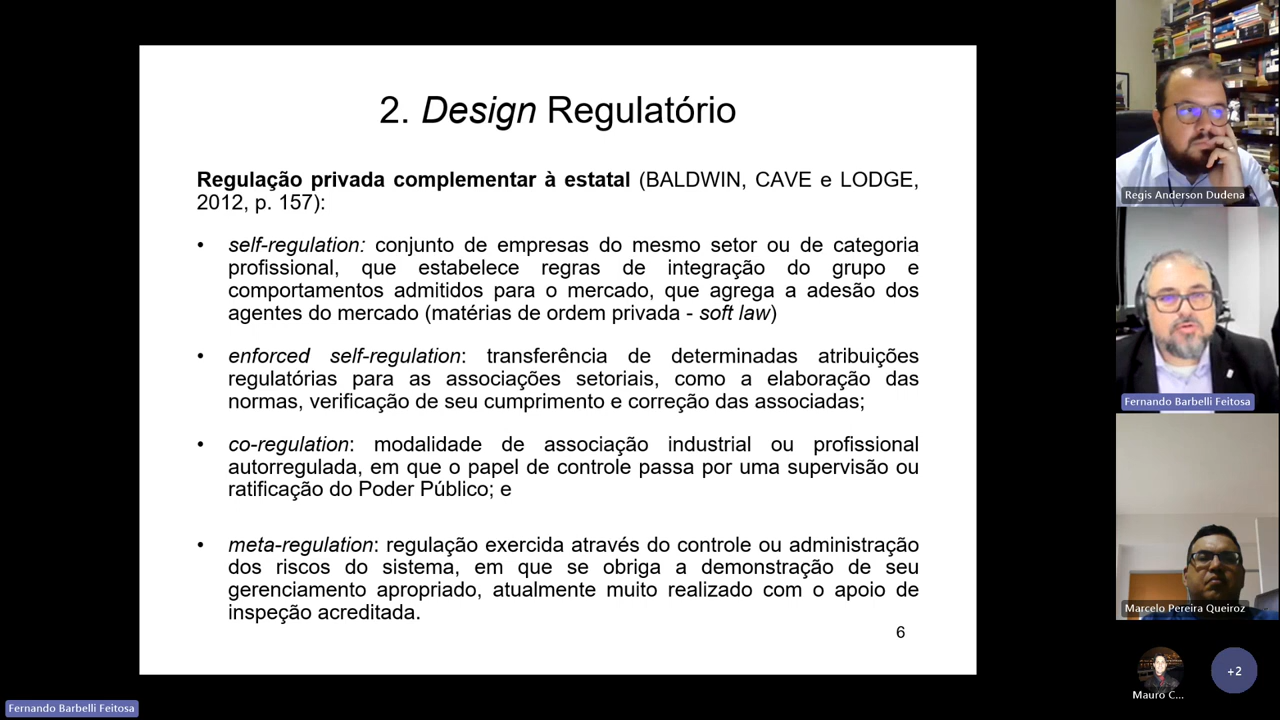 2. Design Regulatório
Regulação privada complementar à estatal (BALDWIN, CAVE e LODGE,
2012, p. 157):
• self-regulation: conjunto de empresas do mesmo setor ou de categoria
profissional, que estabelece regras de integração do grupo e
comportamentos admitidos para o mercado, que agrega a adesão dos
agentes do mercado (matérias de ordem privada - soft law)
• enforced self-regulation: transferência de determinadas atribuições
regulatórias para as associações setoriais, como a elaboração das
normas, verificação de seu cumprimento e correção das associadas;
• co-regulation: modalidade de associação industrial ou profissional
autorregulada, em que o papel de controle passa por uma supervisão ou
ratificação do Poder Público; e
• meta-regulation: regulação exercida através do controle ou administração
dos riscos do sistema, em que se obriga a demonstração de seu
gerenciamento apropriado, atualmente muito realizado com o apoio de
inspeção acreditada.
6
Regis Anderson Dudena
Fernando Barbelli Feitosa
Marcelo Pereira Queiroz
Mauro C...
+2
Fernando Barbelli Feitosa